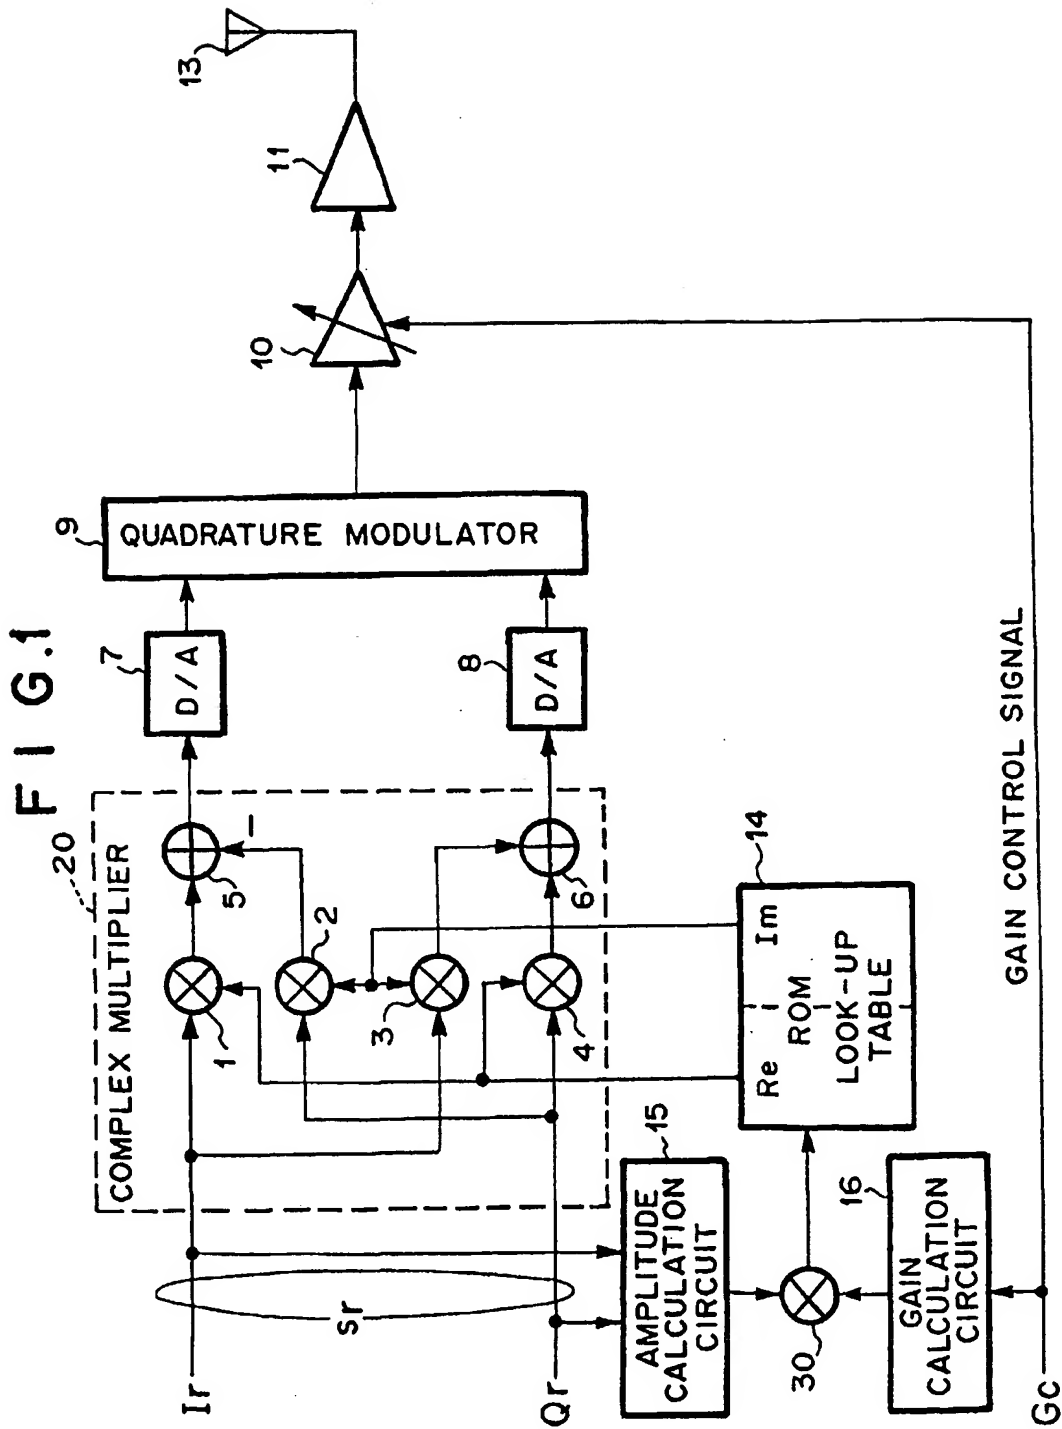 FIG.1
13
11
10
9
QUADRATURE MODULATOR
7
D/A
8
D/A
20
COMPLEX MULTIPLIER
5
6
1
2
3
4
–
14
Re
Im
ROM
LOOK-UP
TABLE
15
AMPLITUDE
CALCULATION
CIRCUIT
30
16
GAIN
CALCULATION
CIRCUIT
Ir
Sr
Qr
Gc
GAIN CONTROL SIGNAL